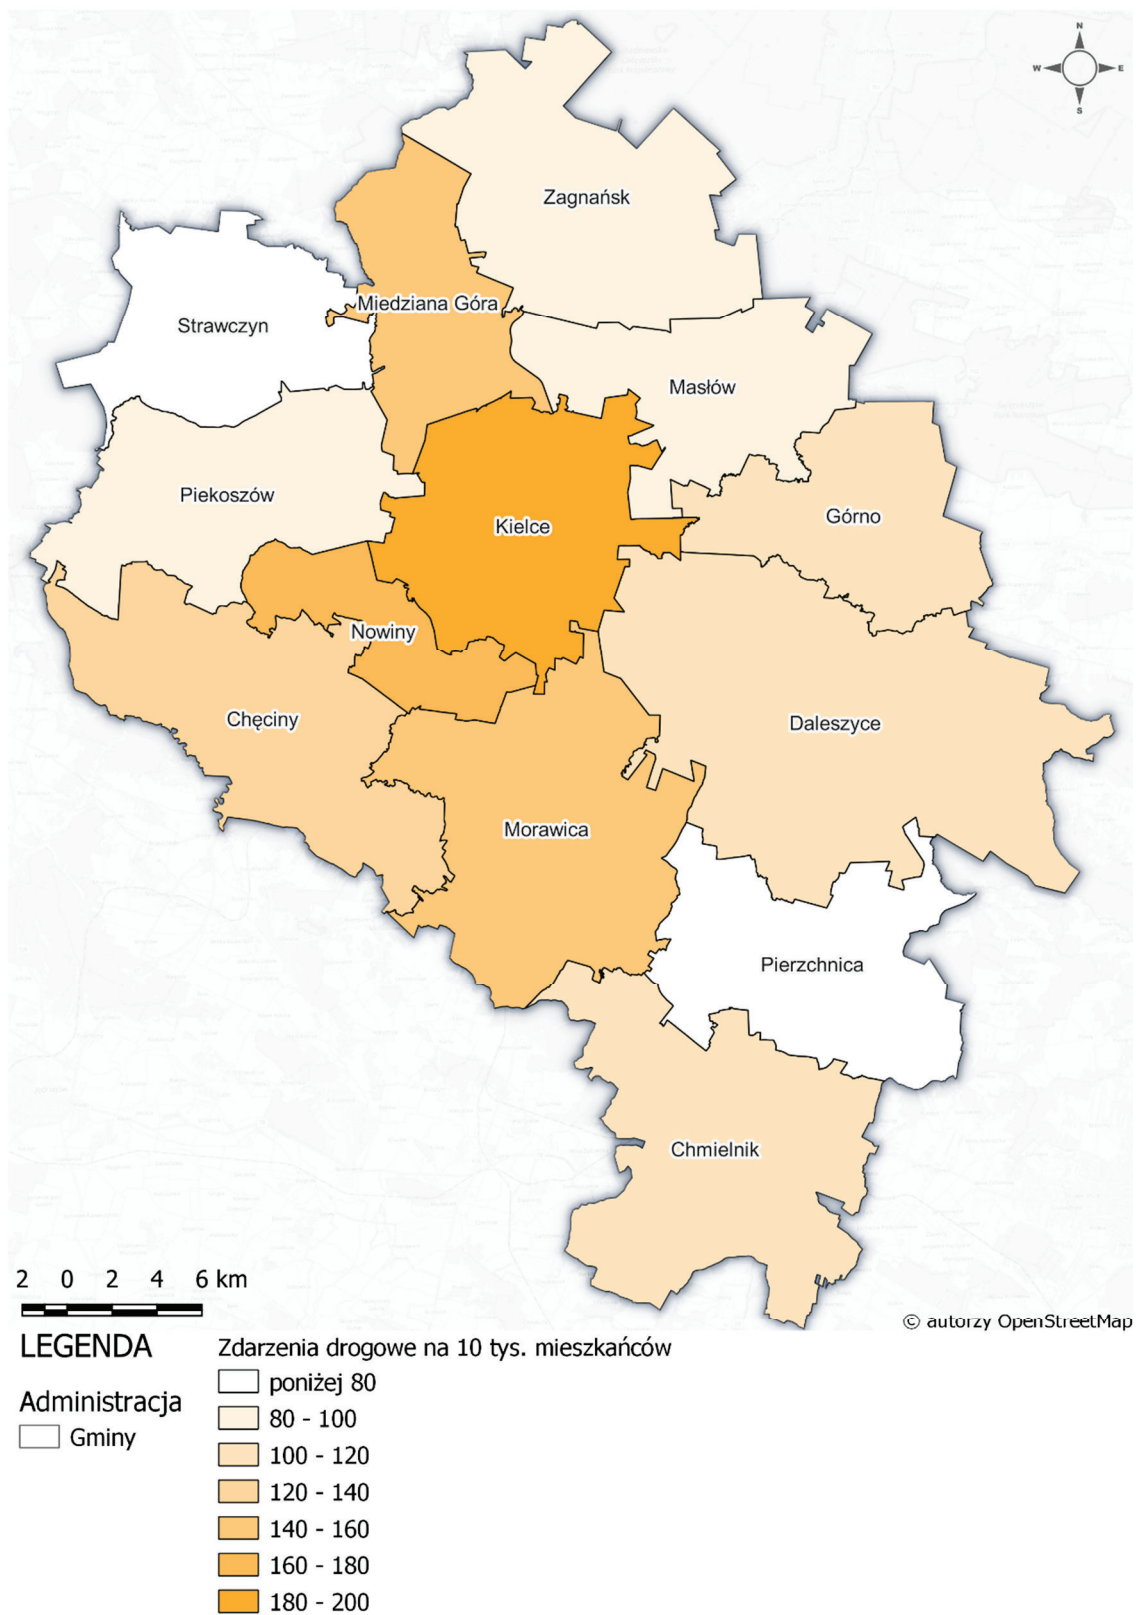 N
W
E
S
Zagnańsk
Miedziana Góra
Strawczyn
Masłów
Piekoszów
Górno
Kielce
Nowiny
Chęciny
Daleszyce
Morawica
Pierzchnica
Chmielnik
2 0 2 4 6 km
© autorzy OpenStreetMap
LEGENDA
Administracja
Gminy
Zdarzenia drogowe na 10 tys. mieszkańców
poniżej 80
80 - 100
100 - 120
120 - 140
140 - 160
160 - 180
180 - 200